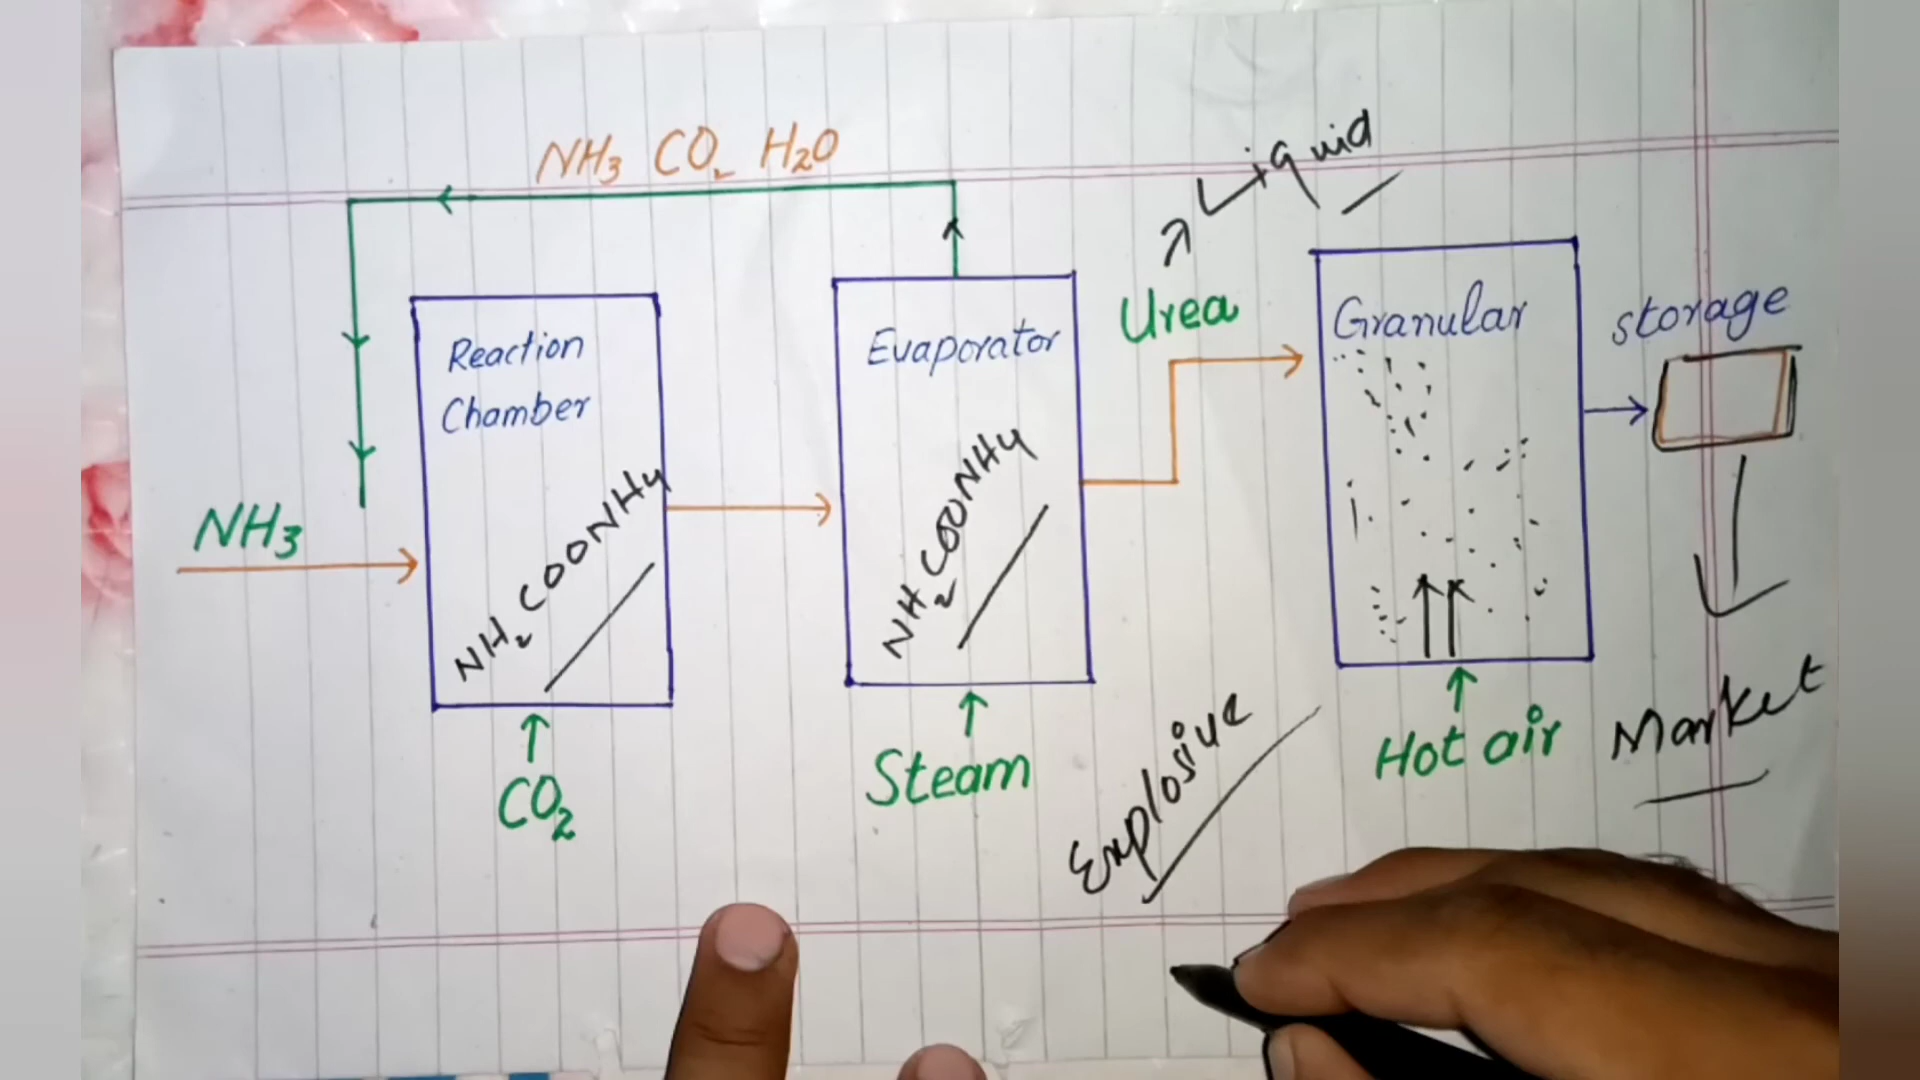 NH3 CO2 H2O
Liquid
Urea
Reaction
Chamber
Evaporator
Granular
storage
NH3
NH2COONH4
NH2COONH4
CO2
Steam
Explosive
Hot air
Market